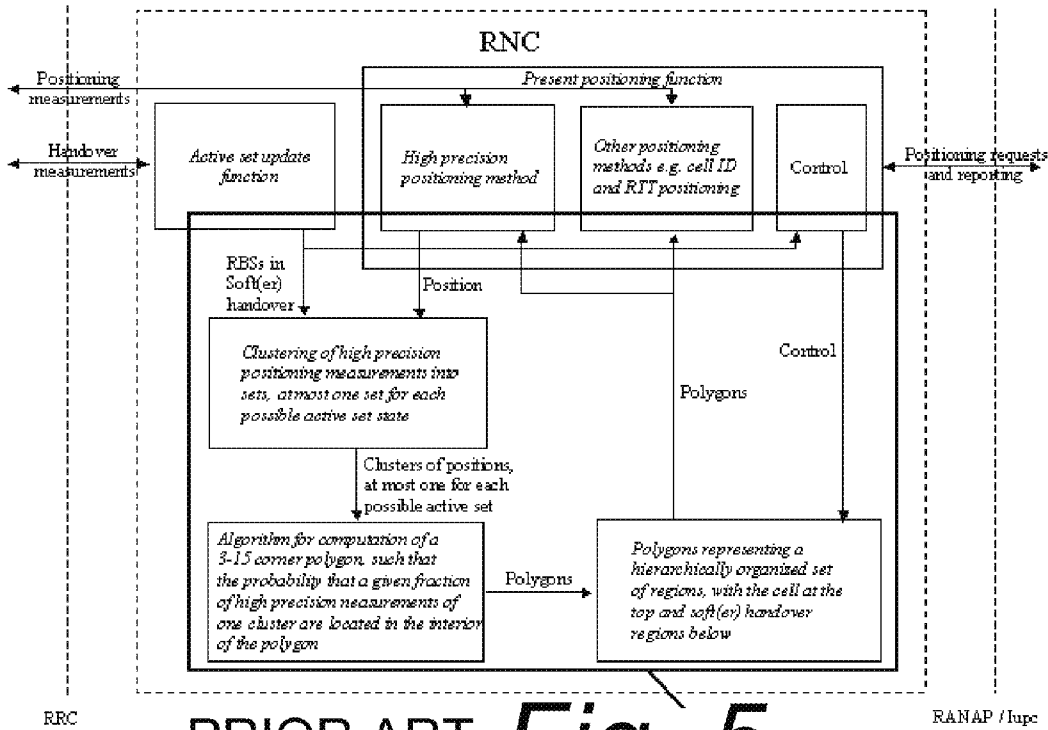 RNC
Positioning
measurements
Present positioning function
Handover
measurements
Active set update
function
High precision
positioning method
Other positioning
methods e.g. cell ID
and RTT positioning
Control
Positioning requests
and reporting
RBSs in
Soft(er)
handover
Position
Clustering of high precision
positioning measurements into
sets, atmost one set for each
possible active set state
Control
Polygons
Clusters of positions,
at most one for each
possible active set
Algorithm for computation of a
3-15 corner polygon, such that
the probability that a given fraction
of high precision neasurements of
one cluster are located in the interior
of the polygon
Polygons
Polygons representing a
hierarchically organized set
of regions, with the cell at the
top and soft(er) handover
regions below
RRC
PRIOR ART Fig. 5
RANAP / Iupc